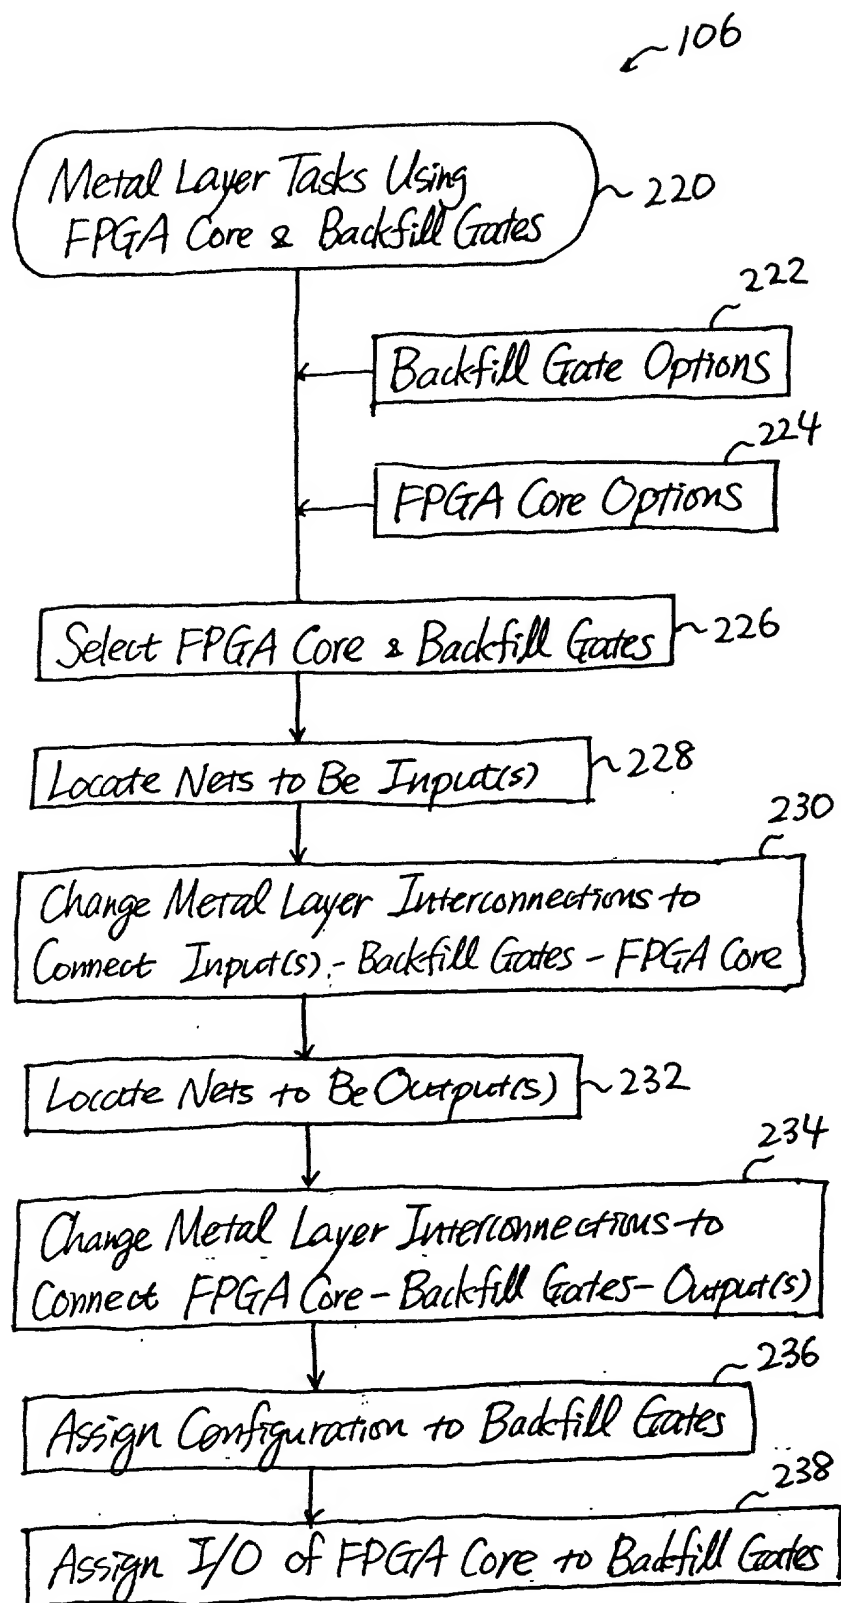 106
Metal Layer Tasks Using
FPGA Core & Backfill Gates
220
222
Backfill Gate Options
224
FPGA Core Options
Select FPGA Core & Backfill Gates
226
Locate Nets to Be Input(s)
228
230
Change Metal Layer Interconnections to
Connect Input(s) - Backfill Gates - FPGA Core
Locate Nets to Be Output(s)
232
234
Change Metal Layer Interconnections to
Connect FPGA Core - Backfill Gates - Output(s)
236
Assign Configuration to Backfill Gates
238
Assign I/O of FPGA Core to Backfill Gates